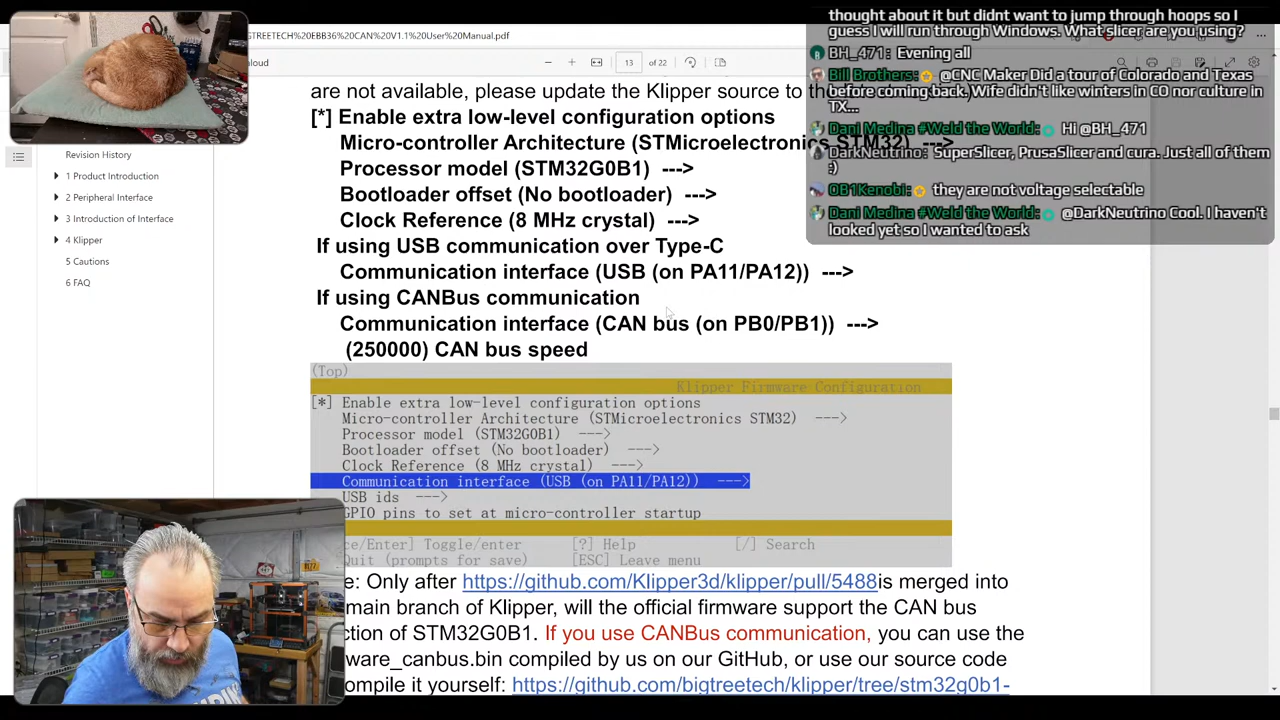 BIGTREETECH%20EBB36%20CAN%20V1.1%20User%20Manual.pdf
13 of 22
are not available, please update the Klipper source to the
[*] Enable extra low-level configuration options
Micro-controller Architecture (STMicroelectronics STM32) --->
Processor model (STM32G0B1) --->
Bootloader offset (No bootloader) --->
Clock Reference (8 MHz crystal) --->
If using USB communication over Type-C
Communication interface (USB (on PA11/PA12)) --->
If using CANBus communication
Communication interface (CAN bus (on PB0/PB1)) --->
(250000) CAN bus speed
(Top)
Klipper Firmware Configuration
[*] Enable extra low-level configuration options
Micro-controller Architecture (STMicroelectronics STM32) --->
Processor model (STM32G0B1) --->
Bootloader offset (No bootloader) --->
Clock Reference (8 MHz crystal) --->
Communication interface (USB (on PA11/PA12)) --->
USB ids --->
GPIO pins to set at micro-controller startup
ce/Enter] Toggle/enter [?] Help [/] Search
Quit (prompts for save) [ESC] Leave menu
e: Only after https://github.com/Klipper3d/klipper/pull/5488is merged into
main branch of Klipper, will the official firmware support the CAN bus
ction of STM32G0B1. If you use CANBus communication, you can use the
ware_canbus.bin compiled by us on our GitHub, or use our source code
ompile it yourself: https://github.com/bigtreetech/klipper/tree/stm32g0b1-
Revision History
1 Product Introduction
2 Peripheral Interface
3 Introduction of Interface
4 Klipper
5 Cautions
6 FAQ
thought about it but didnt want to jump through hoops so I
guess I will run through Windows. What slicer are you using?
BH_471: Evening all
Bill Brothers: @CNC Maker Did a tour of Colorado and Texas
before coming back. Wife didn't like winters in CO nor culture in
TX...
Dani Medina #Weld the World: Hi @BH_471
DarkNeutrino: SuperSlicer, PrusaSlicer and cura. Just all of them
:)
OB1Kenobi: they are not voltage selectable
Dani Medina #Weld the World: @DarkNeutrino Cool. I haven't
looked yet so I wanted to ask